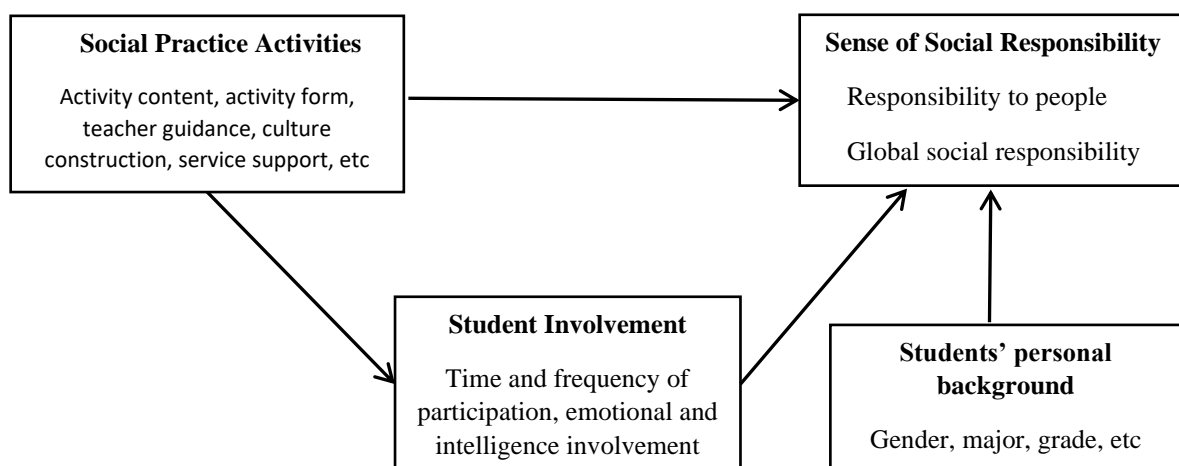 Social Practice Activities
Activity content, activity form,
teacher guidance, culture
construction, service support, etc
Sense of Social Responsibility
Responsibility to people
Global social responsibility
Student Involvement
Time and frequency of
participation, emotional and
intelligence involvement
Students’ personal
background
Gender, major, grade, etc